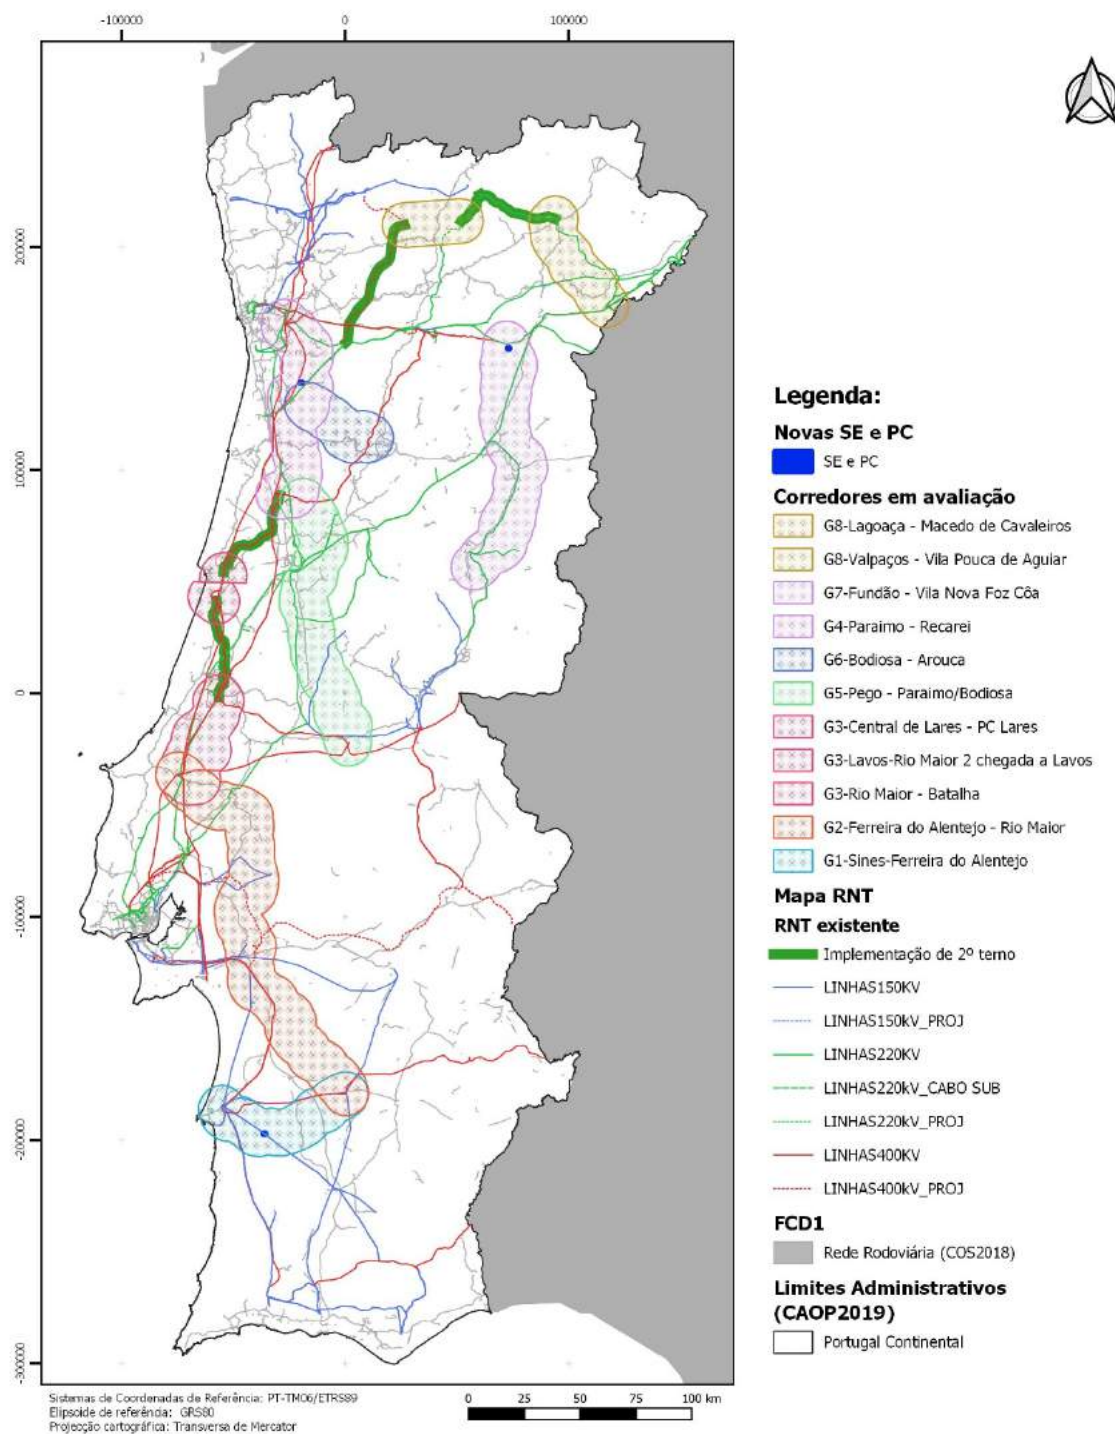 -100000 0 100000
200000
100000
0
-100000
-200000
-300000
Legenda:
Novas SE e PC
SE e PC
Corredores em avaliação
G8-Lagoaça - Macedo de Cavaleiros
G8-Valpaços - Vila Pouca de Aguiar
G7-Fundão - Vila Nova Foz Côa
G4-Paraimo - Recarei
G6-Bodiosa - Arouca
G5-Pego - Paraimo/Bodiosa
G3-Central de Lares - PC Lares
G3-Lavos-Rio Maior 2 chegada a Lavos
G3-Rio Maior - Batalha
G2-Ferreira do Alentejo - Rio Maior
G1-Sines-Ferreira do Alentejo
Mapa RNT
RNT existente
Implementação de 2º terno
LINHAS150KV
LINHAS150kV_PROJ
LINHAS220KV
LINHAS220kV_CABO SUB
LINHAS220kV_PROJ
LINHAS400KV
LINHAS400kV_PROJ
FCD1
Rede Rodoviária (COS2018)
Limites Administrativos
(CAOP2019)
Portugal Continental
Sistemas de Coordenadas de Referência: PT-TM06/ETRS89
Elipsoide de referência: GRS80
Projecção cartográfica: Transversa de Mercator
0 25 50 75 100 km